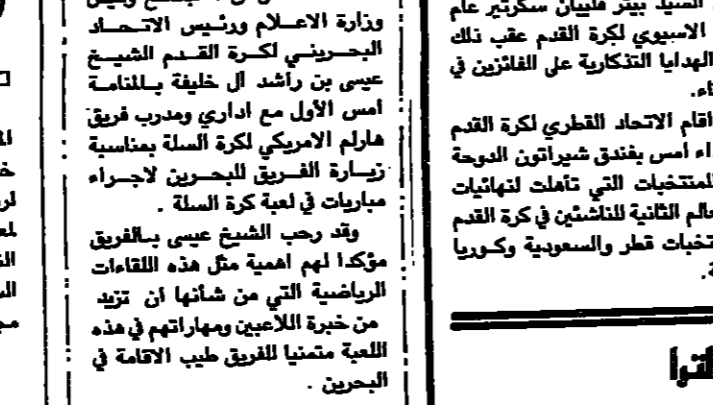 السيد بيتر فلبيان سكرتير عام
الاسيوي لكرة القدم عقب ذلك
الهدايا التذكارية على الفائزين في
اقام الاتحاد القطري لكرة القدم
اء امس بفندق شيراتون الدوحة
للمنتخبات التي تأهلت لنهائيات
عالم الثانية للناشئين في كرة القدم
تخبات قطر والسعودية وكوريا
لترا
وزارة الاعلام ورئيس الاتحاد
البحريني لكرة القدم الشيخ
عيسى بن راشد آل خليفة بالمنامة
أمس الأول مع اداري ومدرب فريق
هارلم الامريكي لكرة السلة بمناسبة
زيارة الفريق للبحرين لاجراء
مباريات في لعبة كرة السلة .
وقد رحب الشيخ عيسى بالفريق
مؤكدا لهم اهمية مثل هذه اللقاءات
الرياضية التي من شأنها ان تزيد
من خبرة اللاعبين ومهاراتهم في هذه
اللعبة متمنيا للفريق طيب الاقامة في
البحرين .